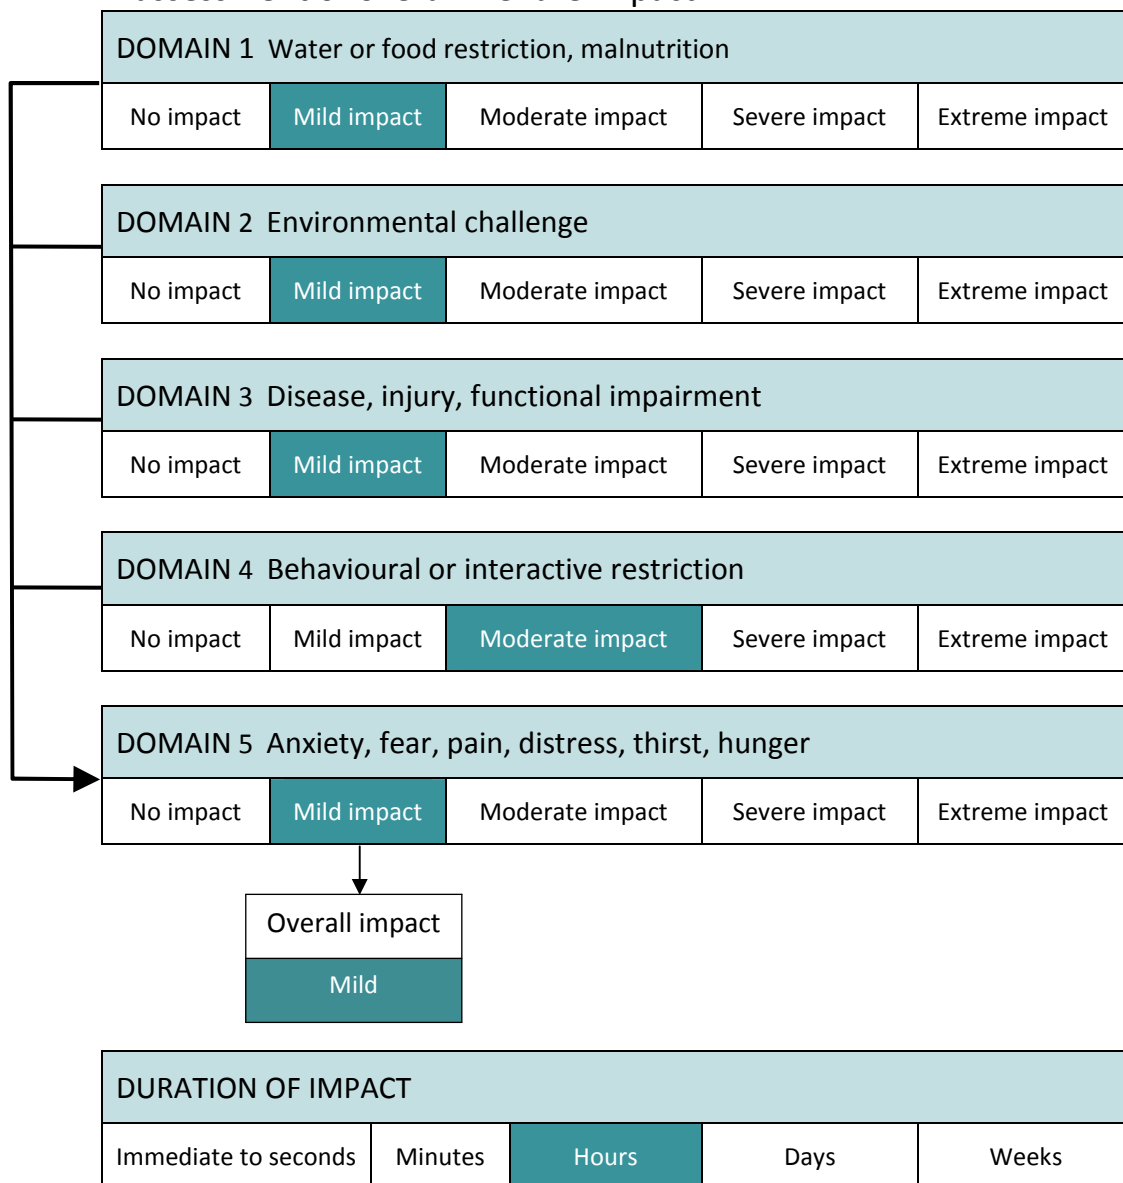 DOMAIN 1 Water or food restriction, malnutrition
No impact Mild impact Moderate impact Severe impact Extreme impact
DOMAIN 2 Environmental challenge
No impact Mild impact Moderate impact Severe impact Extreme impact
DOMAIN 3 Disease, injury, functional impairment
No impact Mild impact Moderate impact Severe impact Extreme impact
DOMAIN 4 Behavioural or interactive restriction
No impact Mild impact Moderate impact Severe impact Extreme impact
DOMAIN 5 Anxiety, fear, pain, distress, thirst, hunger
No impact Mild impact Moderate impact Severe impact Extreme impact
Overall impact
Mild
DURATION OF IMPACT
Immediate to seconds Minutes Hours Days Weeks